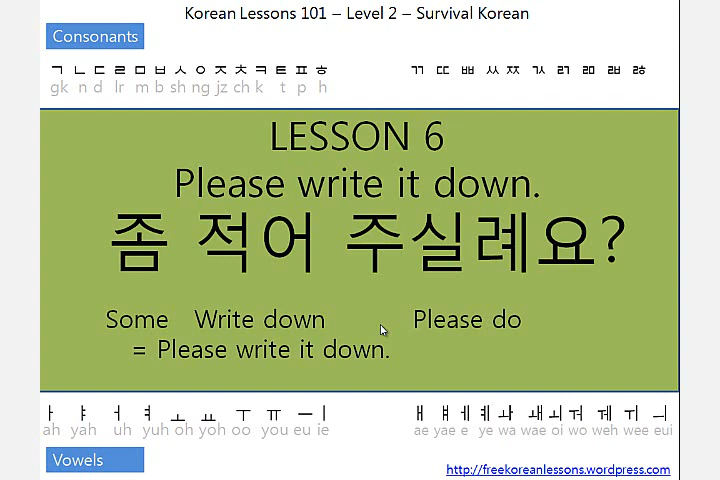 Korean Lessons 101 – Level 2 – Survival Korean
Consonants
ㄱ ㄴ ㄷ ㄹ ㅁ ㅂ ㅅ ㅇ ㅈ ㅊ ㅋ ㅌ ㅍ ㅎ ㄲ ㄸ ㅃ ㅆ ㅉ ㄳ ㄺ ㄻ ㄼ ㅀ
gk n d lr m b sh ng jz ch k t p h
LESSON 6
Please write it down.
좀 적어 주실례요?
Some Write down Please do
= Please write it down.
ㅏ ㅑ ㅓ ㅕ ㅗ ㅛ ㅜ ㅠ ㅡ ㅣ ㅐ ㅒ ㅔ ㅖ ㅘ ㅙ ㅚ ㅝ ㅞ ㅟ ㅢ
ah yah uh yuh oh yoh oo you eu ie ae yae e ye wa wae oi wo weh wee eui
Vowels
http://freekoreanlessons.wordpress.com